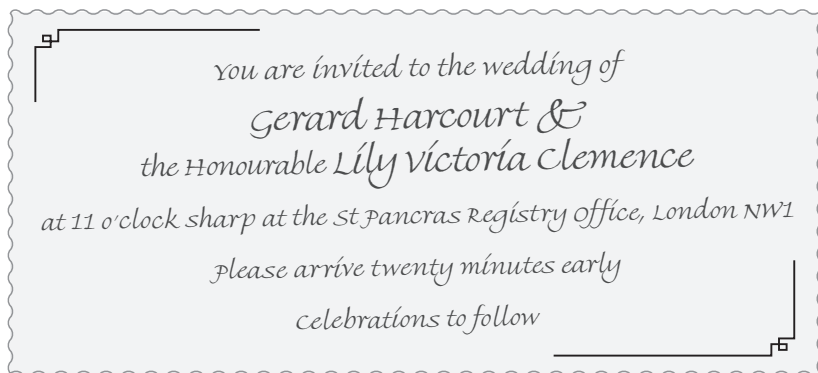 You are invited to the wedding of
Gerard Harcourt &
the Honourable Lily Victoria Clemence
at 11 o'clock sharp at the St Pancras Registry Office, London NW1
Please arrive twenty minutes early
Celebrations to follow